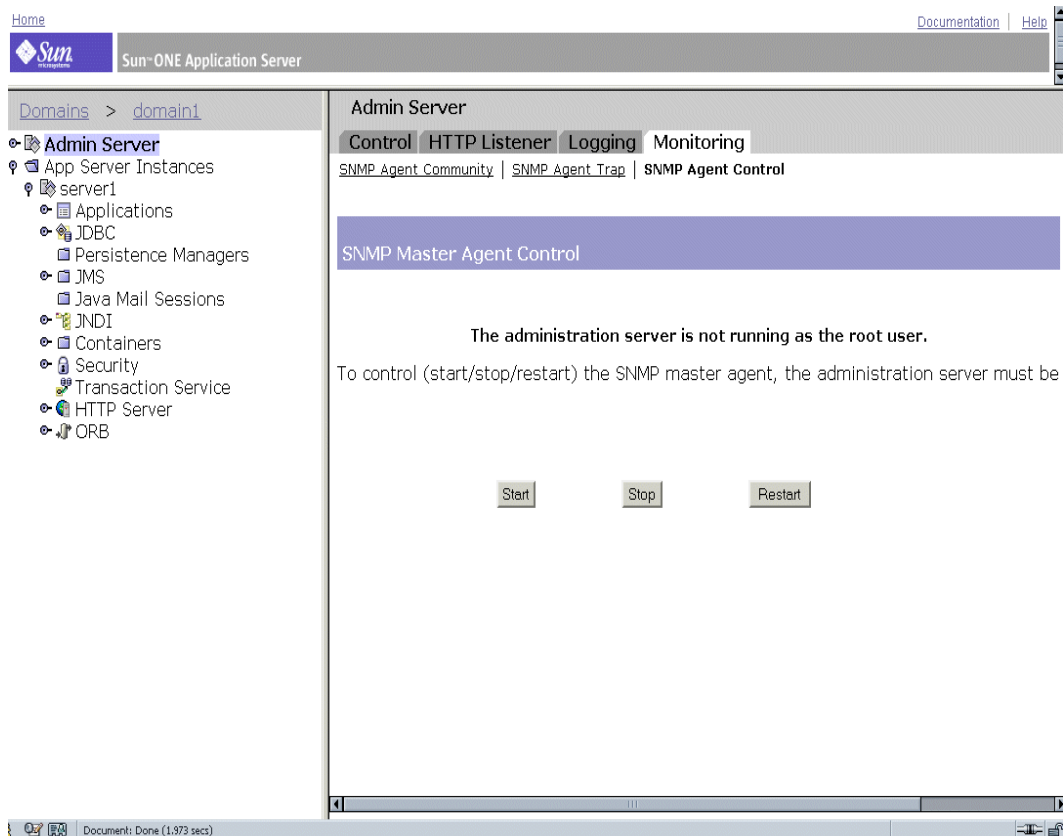 Home
Documentation | Help
Sun
microsystems
Sun™ ONE Application Server
Domains > domain1
Admin Server
App Server Instances
server1
Applications
JDBC
Persistence Managers
JMS
Java Mail Sessions
JNDI
Containers
Security
Transaction Service
HTTP Server
ORB
Admin Server
Control HTTP Listener Logging Monitoring
SNMP Agent Community | SNMP Agent Trap | SNMP Agent Control
SNMP Master Agent Control
The administration server is not running as the root user.
To control (start/stop/restart) the SNMP master agent, the administration server must be
Start Stop Restart
Document: Done (1.973 secs)